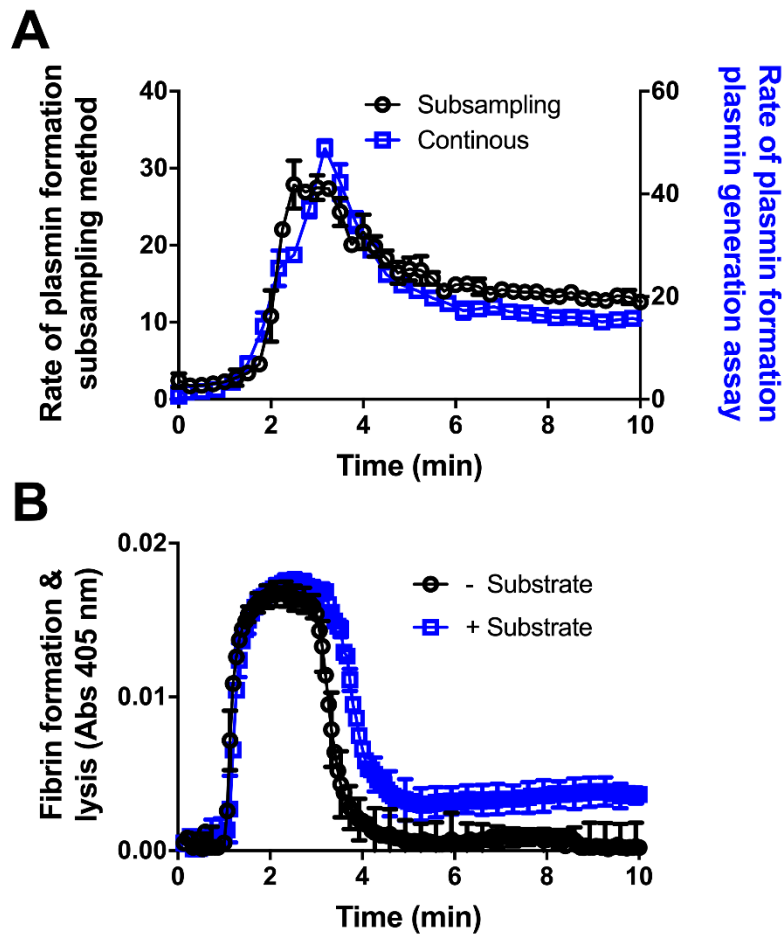 A
Rate of plasmin formation
subsampling method
40
30
20
10
0
Subsampling
Continous
60
40
20
0
Rate of plasmin formation
plasmin generation assay
0 2 4 6 8 10
Time (min)
B
Fibrin formation &
lysis (Abs 405 nm)
0.02
0.01
0.00
- Substrate
+ Substrate
0 2 4 6 8 10
Time (min)